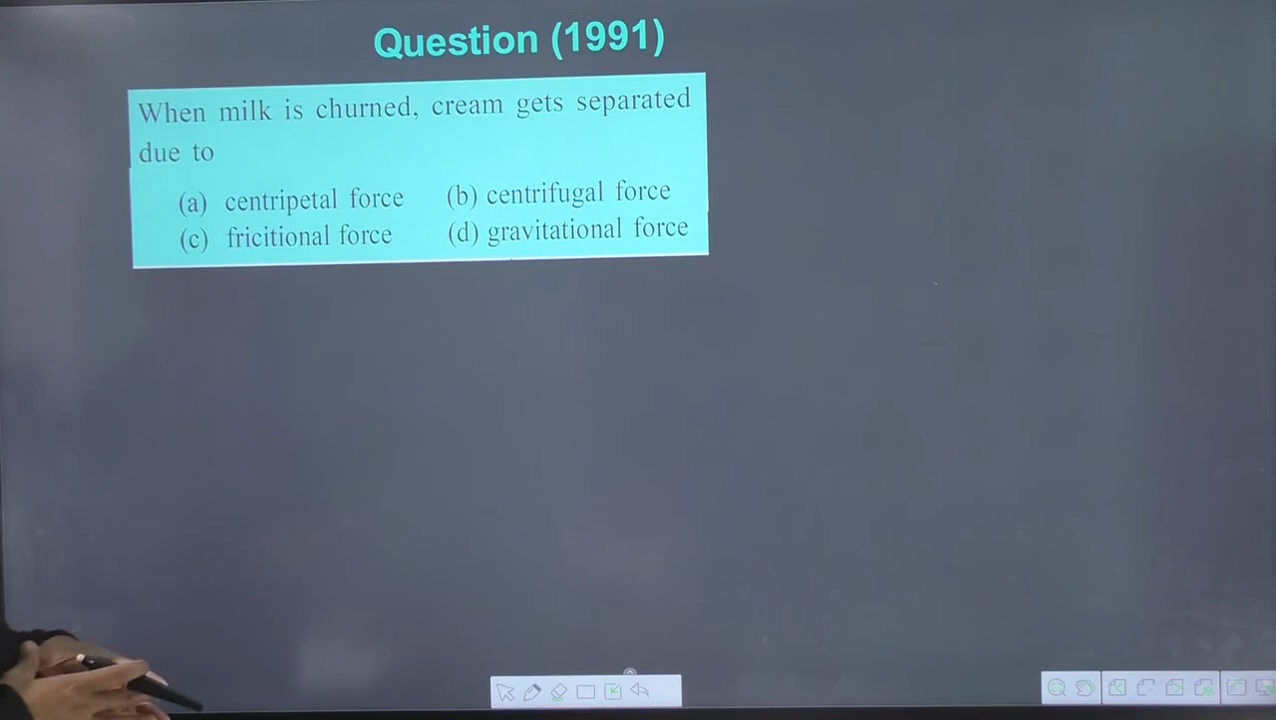 Question (1991)
When milk is churned, cream gets separated
due to
(a) centripetal force (b) centrifugal force
(c) fricitional force (d) gravitational force